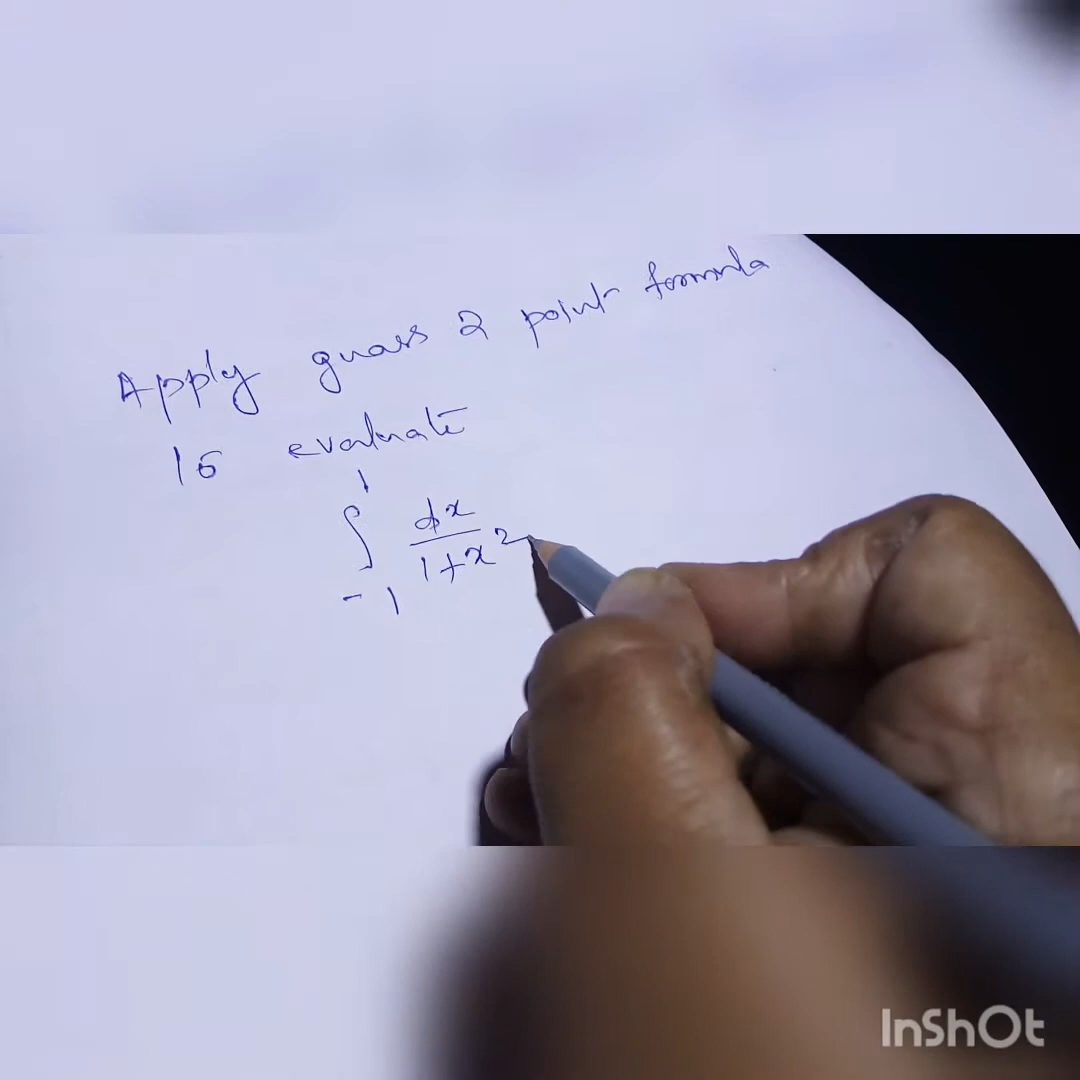 Apply guass 2 point formula
to evaluate
1
∫ dx
1+x²
-1
InShOt